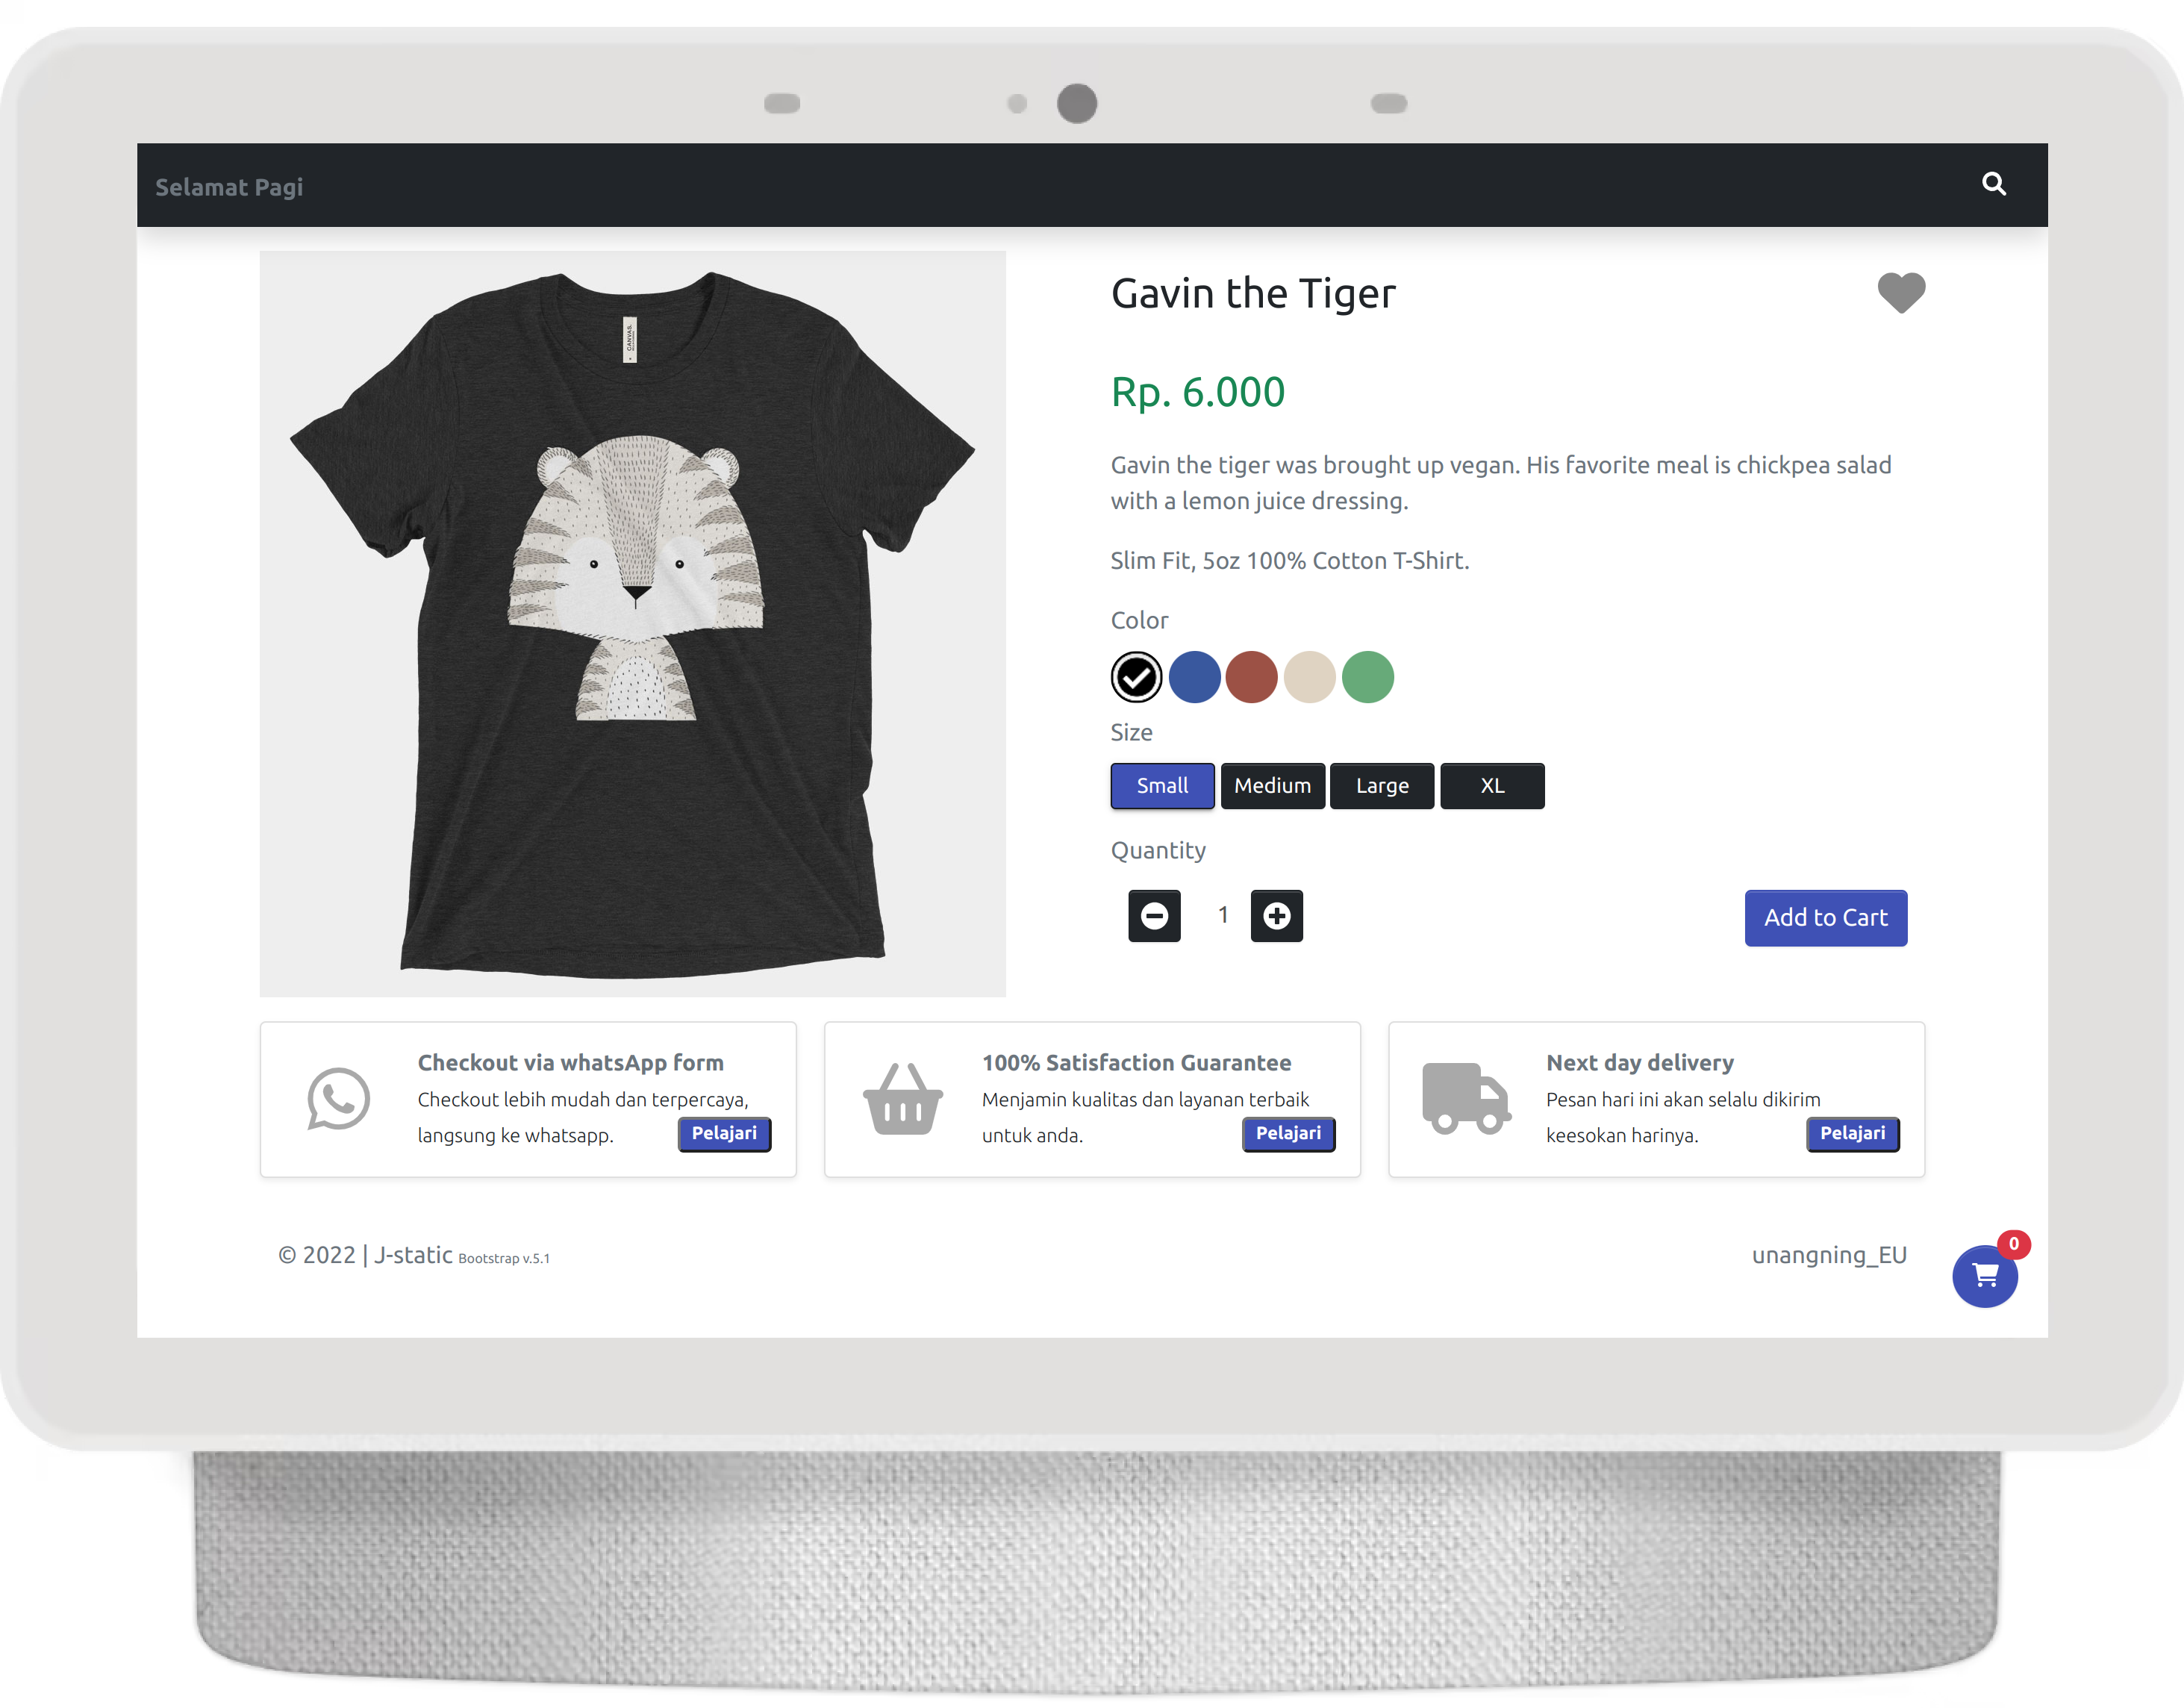 Selamat Pagi
CANVAS.
Gavin the Tiger
Rp. 6.000
Gavin the tiger was brought up vegan. His favorite meal is chickpea salad
with a lemon juice dressing.
Slim Fit, 5oz 100% Cotton T-Shirt.
Color
Size
Small Medium Large XL
Quantity
1
Add to Cart
Checkout via whatsApp form
Checkout lebih mudah dan terpercaya,
langsung ke whatsapp.
Pelajari
100% Satisfaction Guarantee
Menjamin kualitas dan layanan terbaik
untuk anda.
Pelajari
Next day delivery
Pesan hari ini akan selalu dikirim
keesokan harinya.
Pelajari
© 2022 | J-static Bootstrap v.5.1
unangning_EU
0